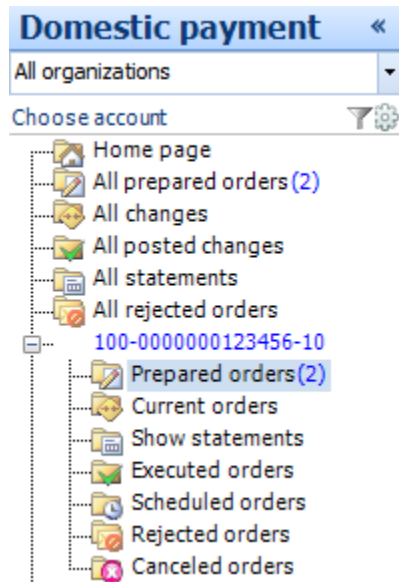 Domestic payment «
All organizations
Choose account
Home page
All prepared orders (2)
All changes
All posted changes
All statements
All rejected orders
100-0000000123456-10
Prepared orders (2)
Current orders
Show statements
Executed orders
Scheduled orders
Rejected orders
Canceled orders